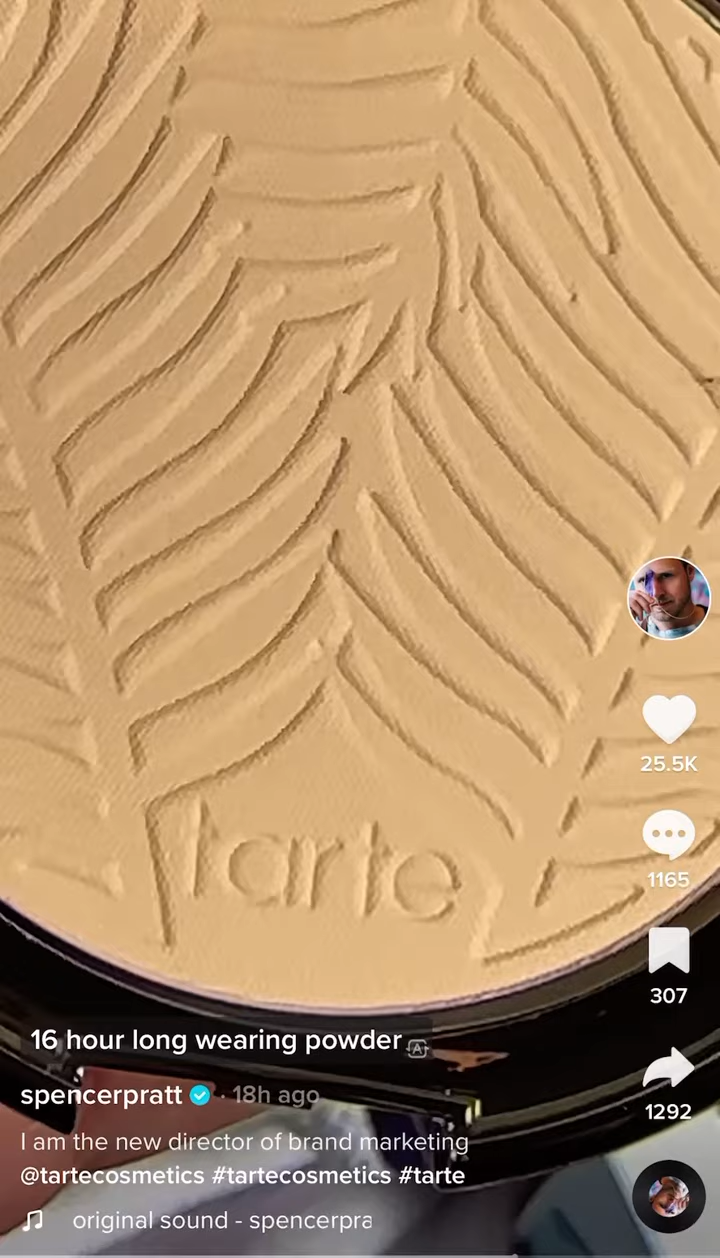 tarte
25.5K
1165
307
1292
16 hour long wearing powder
spencerpratt · 18h ago
I am the new director of brand marketing
@tartecosmetics #tartecosmetics #tarte
original sound - spencerpra